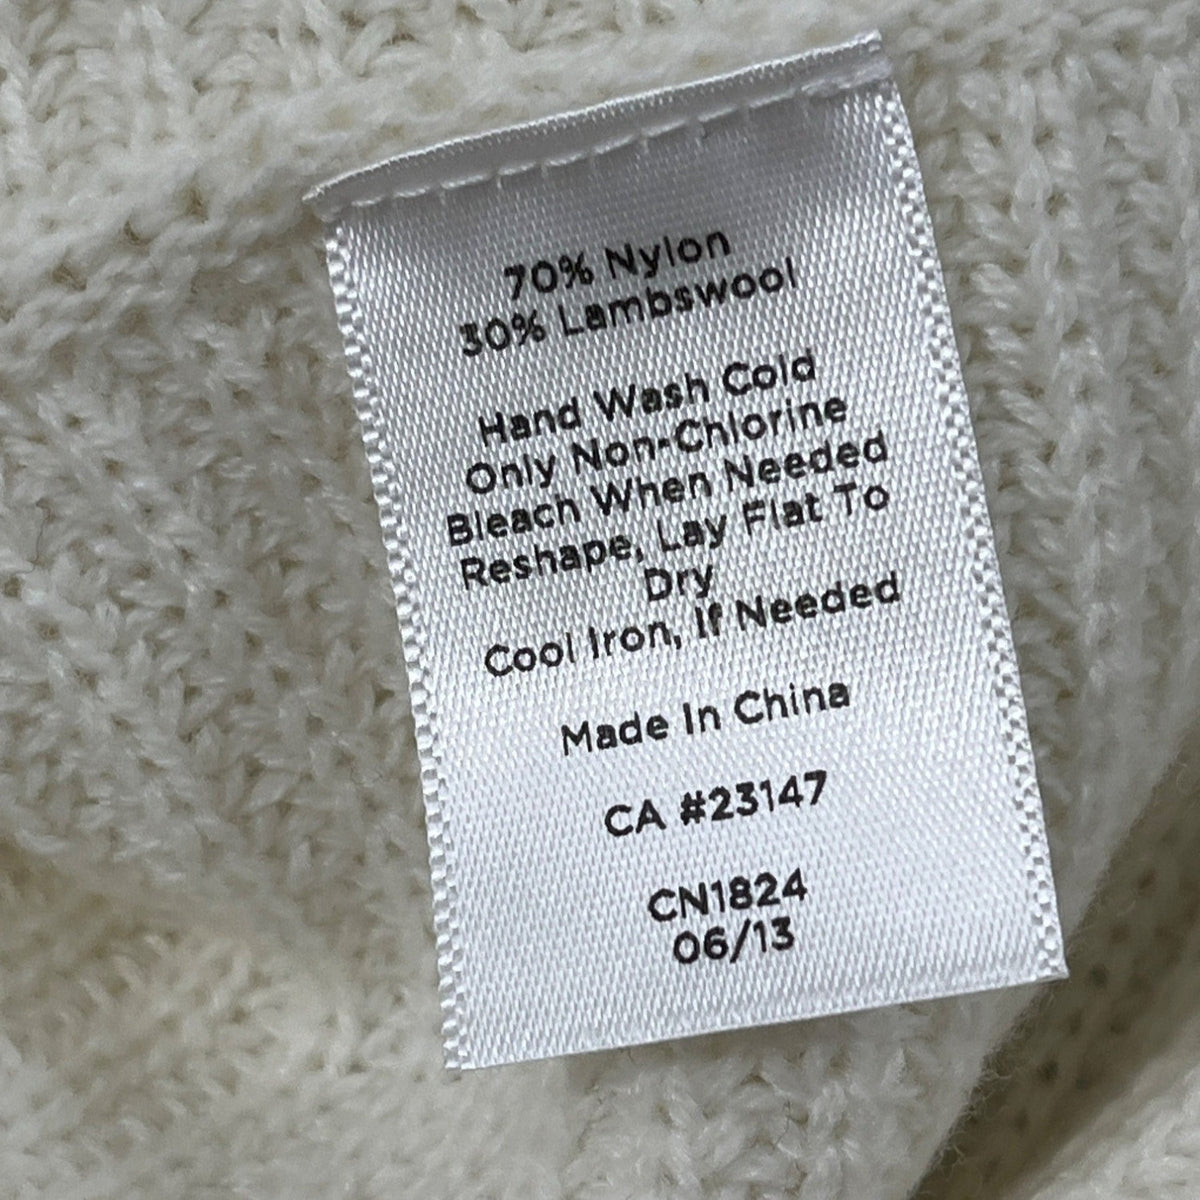 70% Nylon
30% Lambswool
Hand Wash Cold
Only Non-Chlorine
Bleach When Needed
Reshape, Lay Flat To
Dry
Cool Iron, If Needed
Made In China
CA #23147
CN1824
06/13